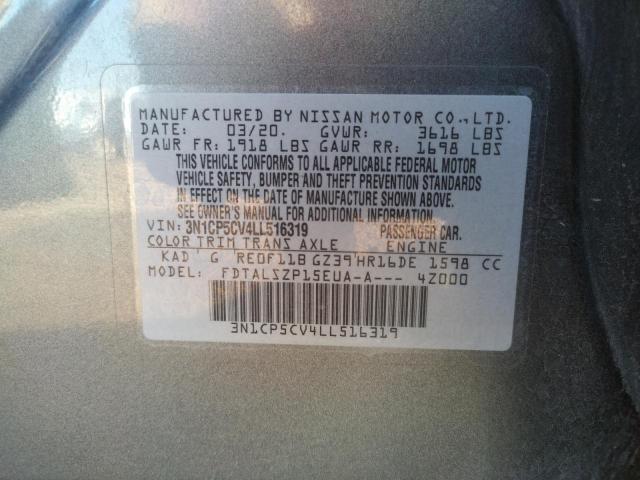 MANUFACTURED BY NISSAN MOTOR CO.,LTD.
DATE: 03/20. GVWR: 3616 LBS
GAWR FR: 1918 LBS GAWR RR: 1698 LBS
THIS VEHICLE CONFORMS TO ALL APPLICABLE FEDERAL MOTOR
VEHICLE SAFETY, BUMPER AND THEFT PREVENTION STANDARDS
IN EFFECT ON THE DATE OF MANUFACTURE SHOWN ABOVE.
SEE OWNER'S MANUAL FOR ADDITIONAL INFORMATION.
VIN: 3N1CP5CV4LL516319 PASSENGER CAR.
COLOR TRIM TRANS AXLE ENGINE
KAD G RE0F11B GZ39 HR16DE 1598 CC
MODEL: FDTALSZP15EUA-A--- 4Z000
3N1CP5CV4LL516319